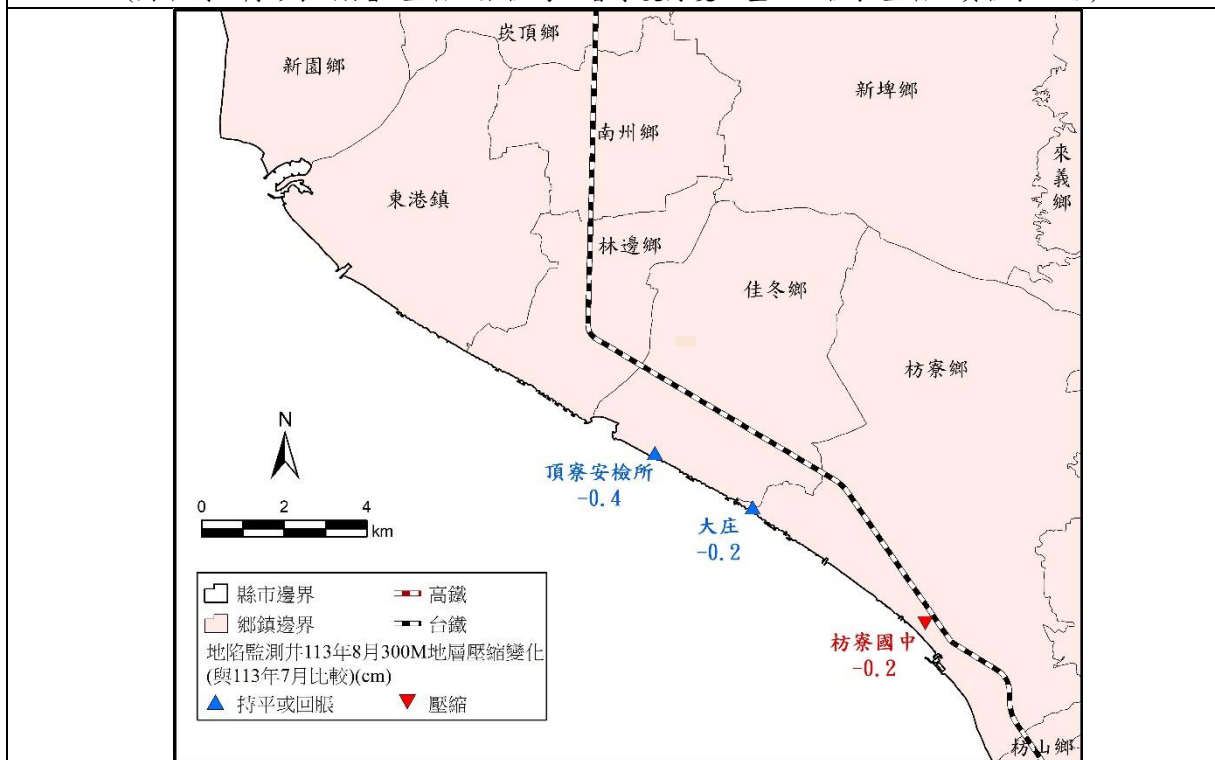 崁頂鄉
新園鄉
新埤鄉
南州鄉
來義鄉
東港鎮
林邊鄉
佳冬鄉
枋寮鄉
N
頂寮安檢所
-0.4
0 2 4
km
大庄
-0.2
縣市邊界 高鐵
鄉鎮邊界 台鐵
地陷監測井113年8月300M地層壓縮變化
(與113年7月比較)(cm)
持平或回脹 壓縮
枋寮國中
-0.2
枋山鄉